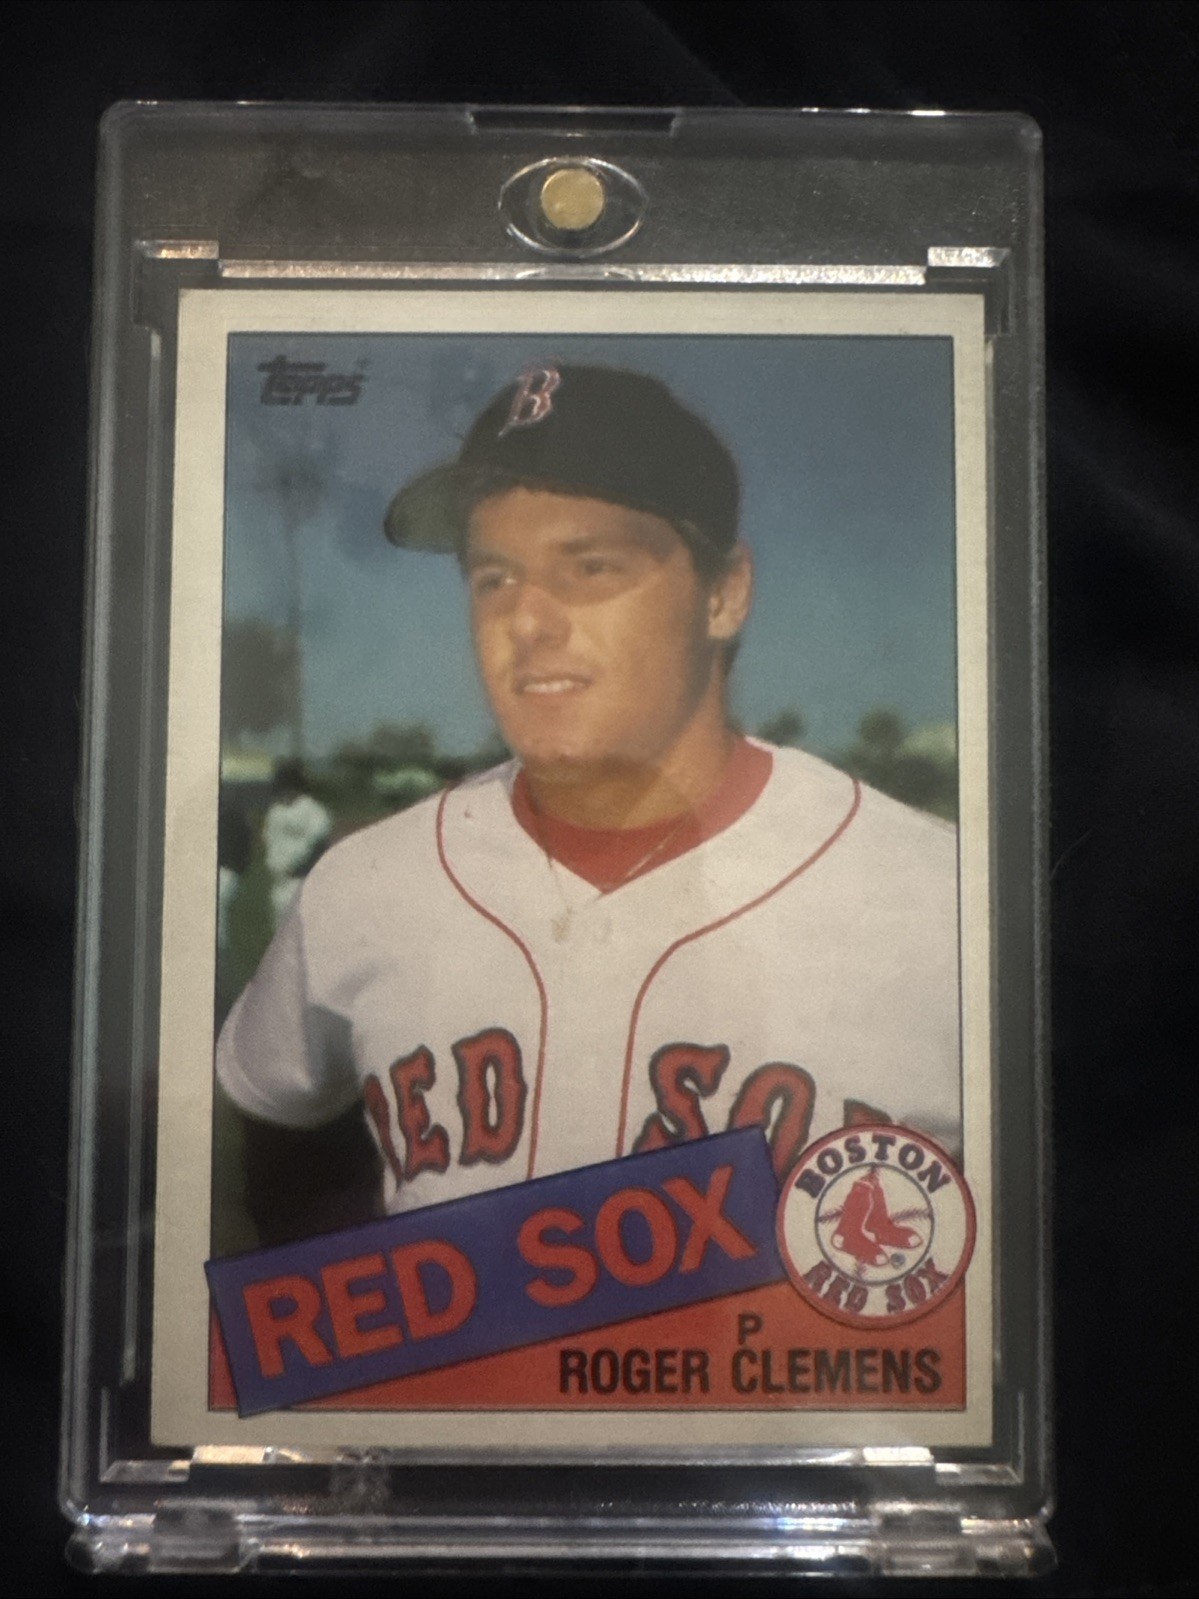 Topps
B
RED SOX
RED SOX
BOSTON
RED SOX
P
ROGER CLEMENS